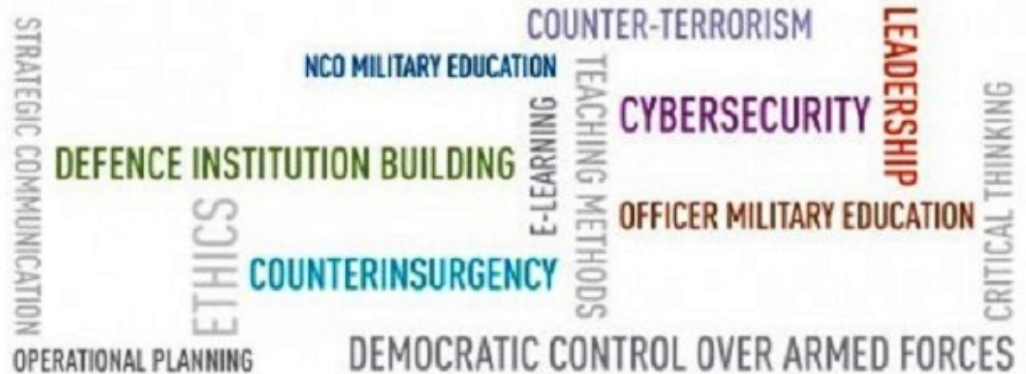 STRATEGIC COMMUNICATION
COUNTER-TERRORISM
LEADERSHIP
NCO MILITARY EDUCATION
TEACHING METHODS
CYBERSECURITY
CRITICAL THINKING
E-LEARNING
DEFENCE INSTITUTION BUILDING
OFFICER MILITARY EDUCATION
ETHICS
COUNTERINSURGENCY
OPERATIONAL PLANNING
DEMOCRATIC CONTROL OVER ARMED FORCES